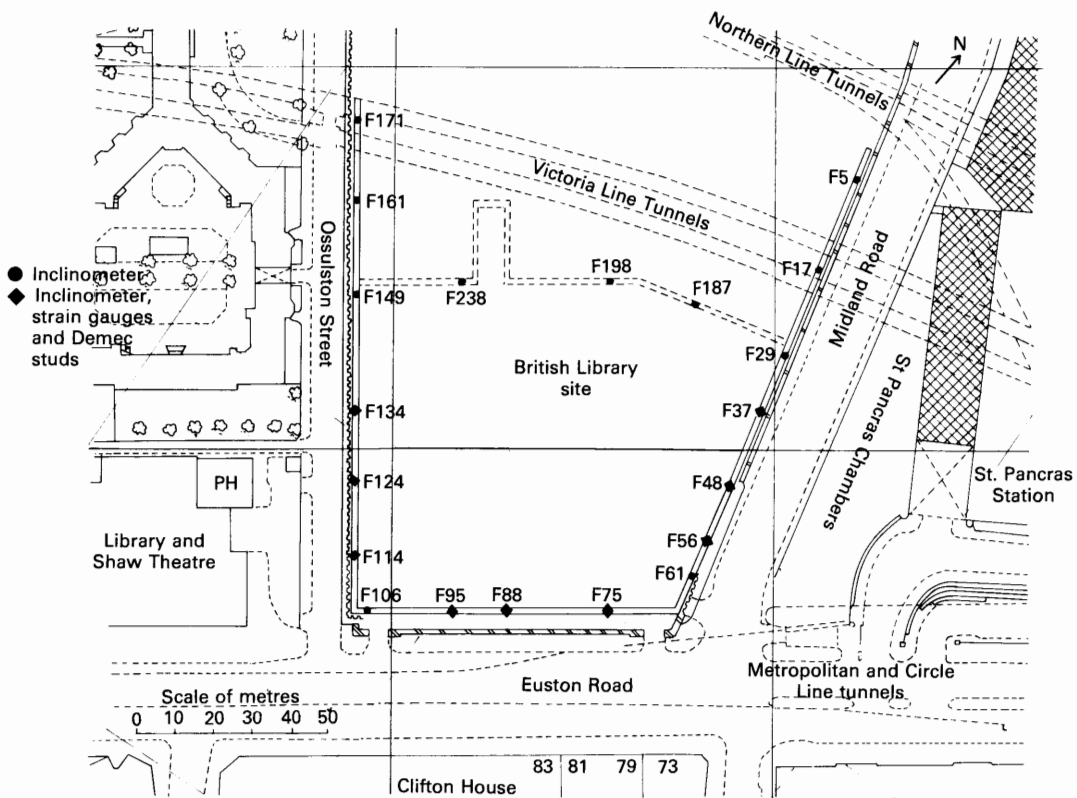 Northern Line Tunnels
N
F171
F5
Victoria Line Tunnels
F161
Ossulston Street
F17
Midland Road
Inclinometer
Inclinometer,
strain gauges
and Demec
studs
F149
F238
F198
F187
F29
British Library
site
St Pancras Chambers
F134
F37
F124
F48
PH
St. Pancras
Station
Library and
Shaw Theatre
F114
F56
F61
F106
F95
F88
F75
Metropolitan and Circle
Line tunnels
Euston Road
Scale of metres
0 10 20 30 40 50
83 81 79 73
Clifton House